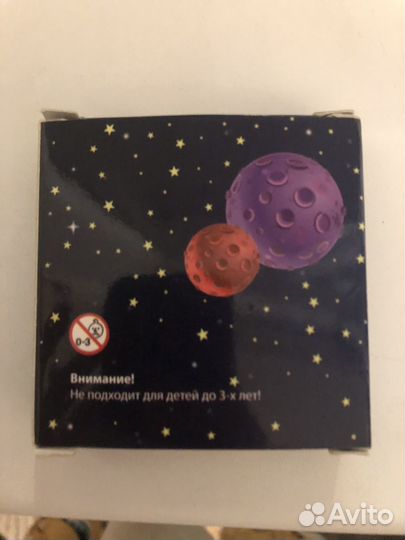 0-3
Внимание!
Не подходит для детей до 3-х лет!
Avito